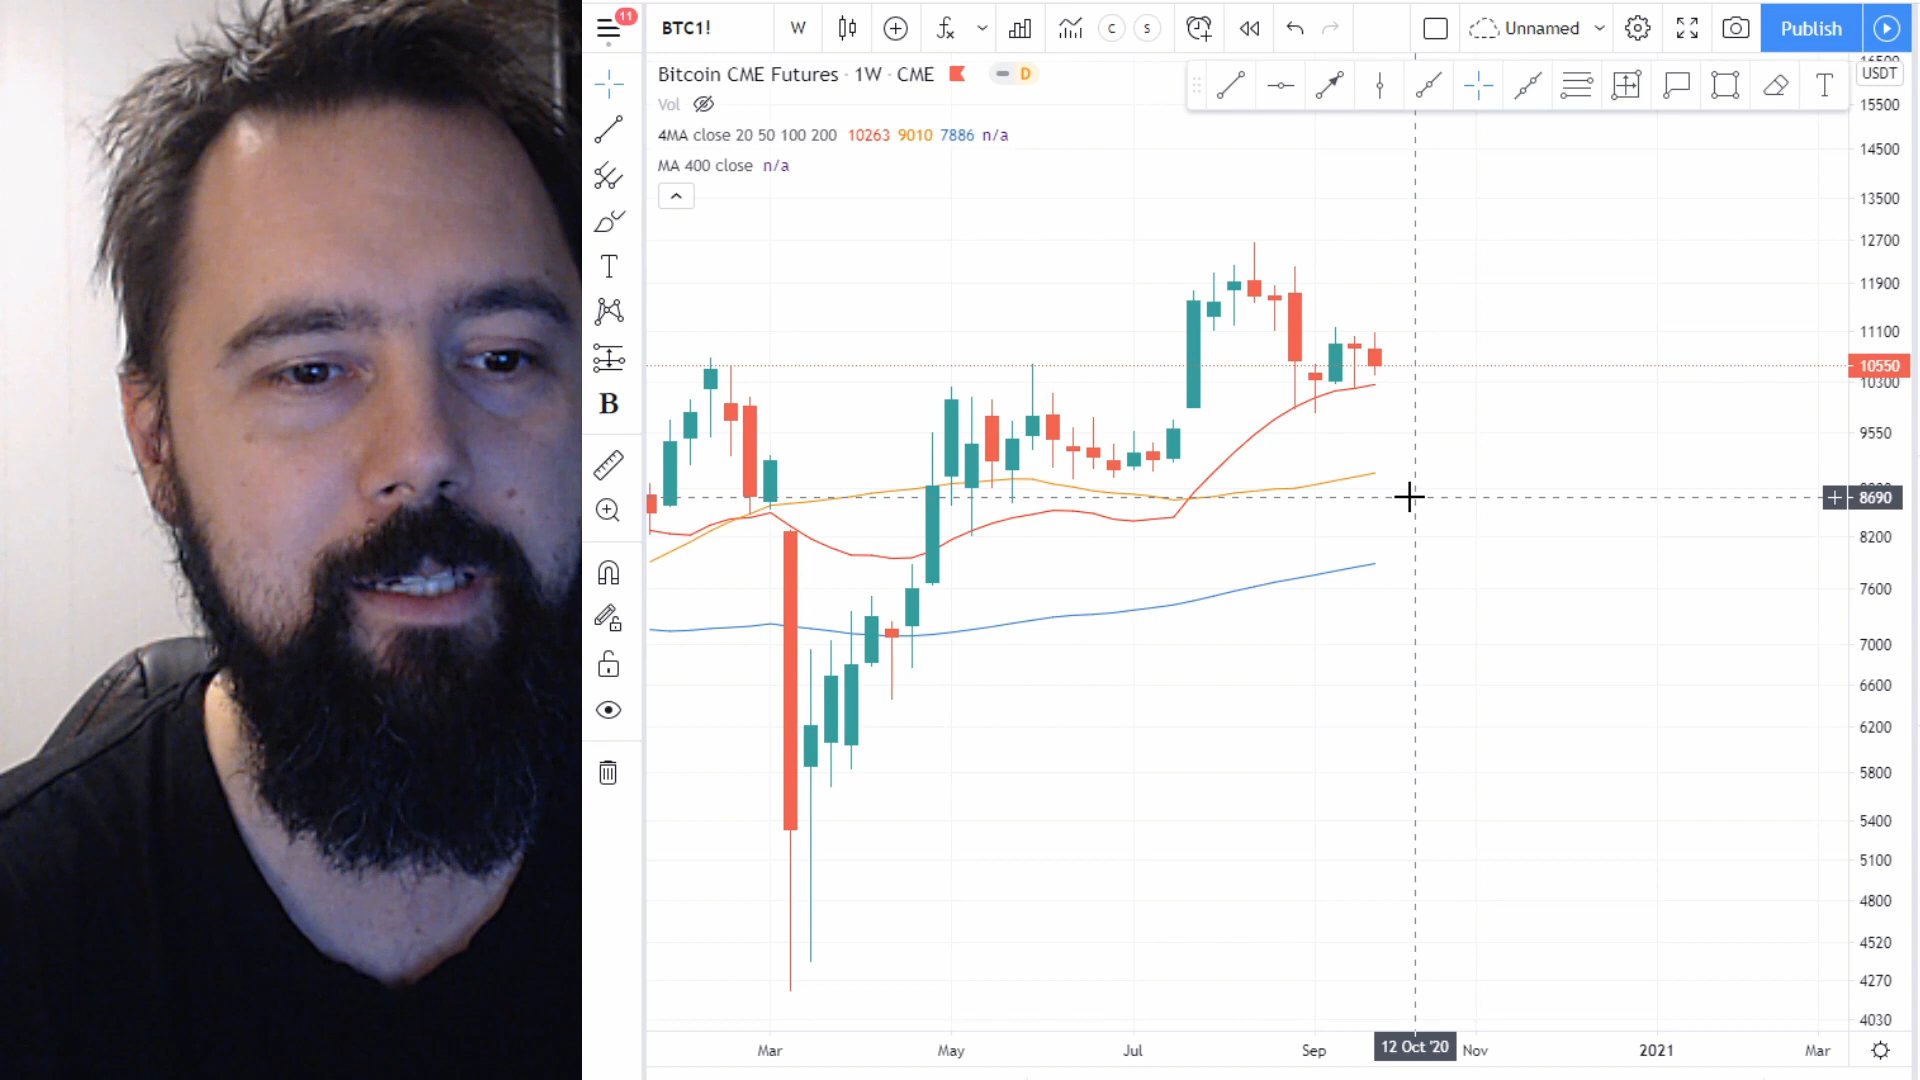 11
BTC1! W Unnamed Publish
Bitcoin CME Futures · 1W · CME D
Vol
4MA close 20 50 100 200 10263 9010 7886 n/a
MA 400 close n/a
C S
T
T
B
USDT
15500
14500
13500
12700
11900
11100
10550
10300
9550
8690
8200
7600
7000
6600
6200
5800
5400
5100
4800
4520
4270
4030
Mar May Jul Sep 12 Oct '20 Nov 2021 Mar